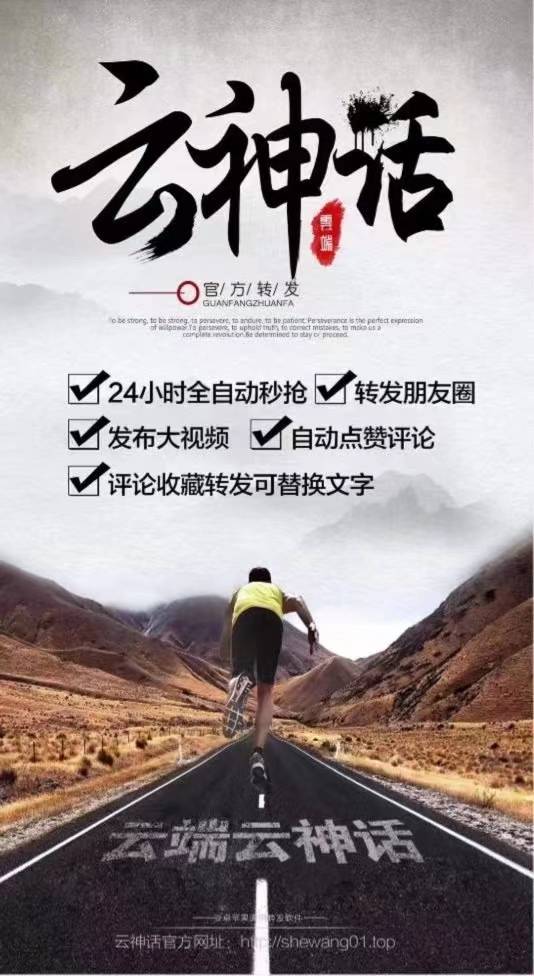 云神话
雲端
官/方/转/发
GUANFANGZHUANFA
To be strong, to be strong, to persevere, to endure, to be patient. Perseverance is the perfect expression
of willpower.To persevere, to uphold truth, to correct mistakes, to make us a
complete revolution.Be determined to stay or proceed.
24小时全自动秒抢 转发朋友圈
发布大视频 自动点赞评论
评论收藏转发可替换文字
云端云神话
云神话官方网址：http://shewang01.top